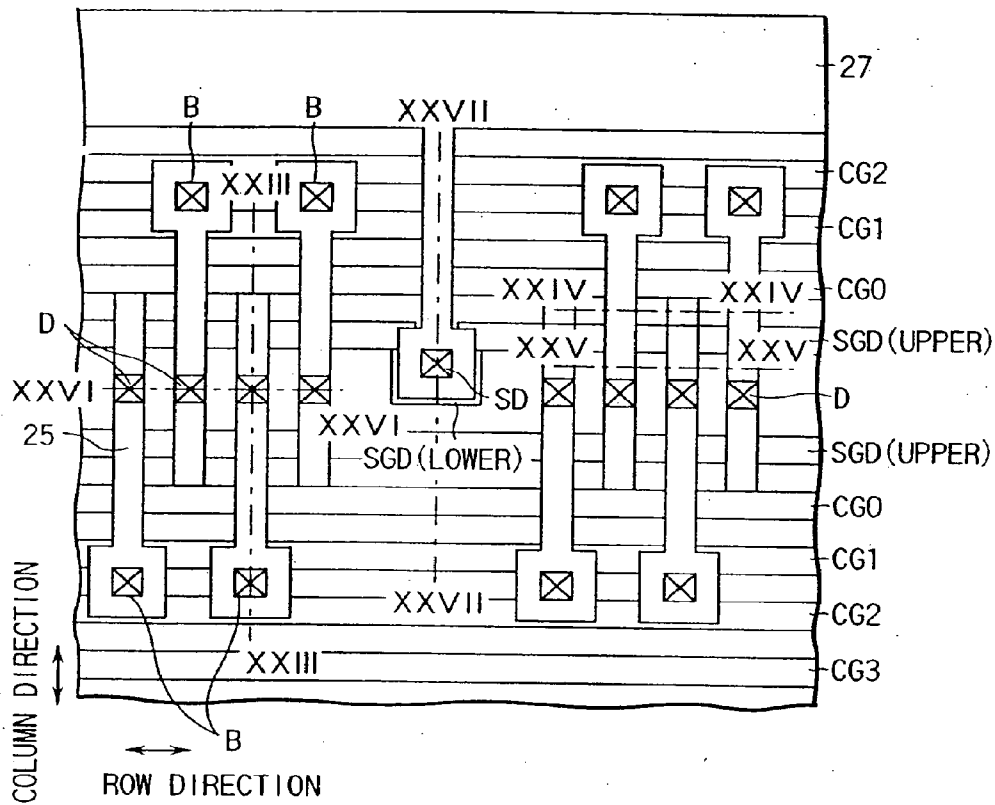 27
B
B
XXVII
CG2
XXIII
CG1
CG0
XXIV
XXIV
D
SGD(UPPER)
XXV
XXV
XXVI
SD
D
25
XXVI
SGD(LOWER)
SGD(UPPER)
CG0
CG1
XXVII
CG2
XXIII
CG3
B
COLUMN DIRECTION
ROW DIRECTION